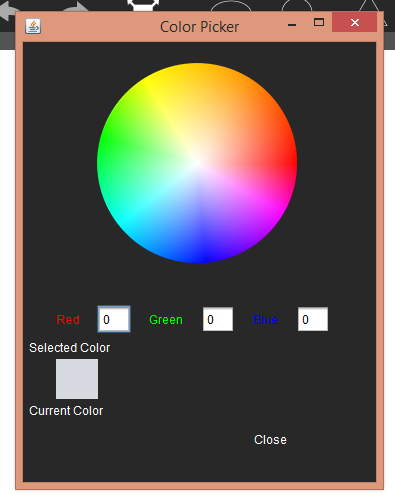 Color Picker
Red 0 Green 0 Blue 0
Selected Color
Current Color
Close